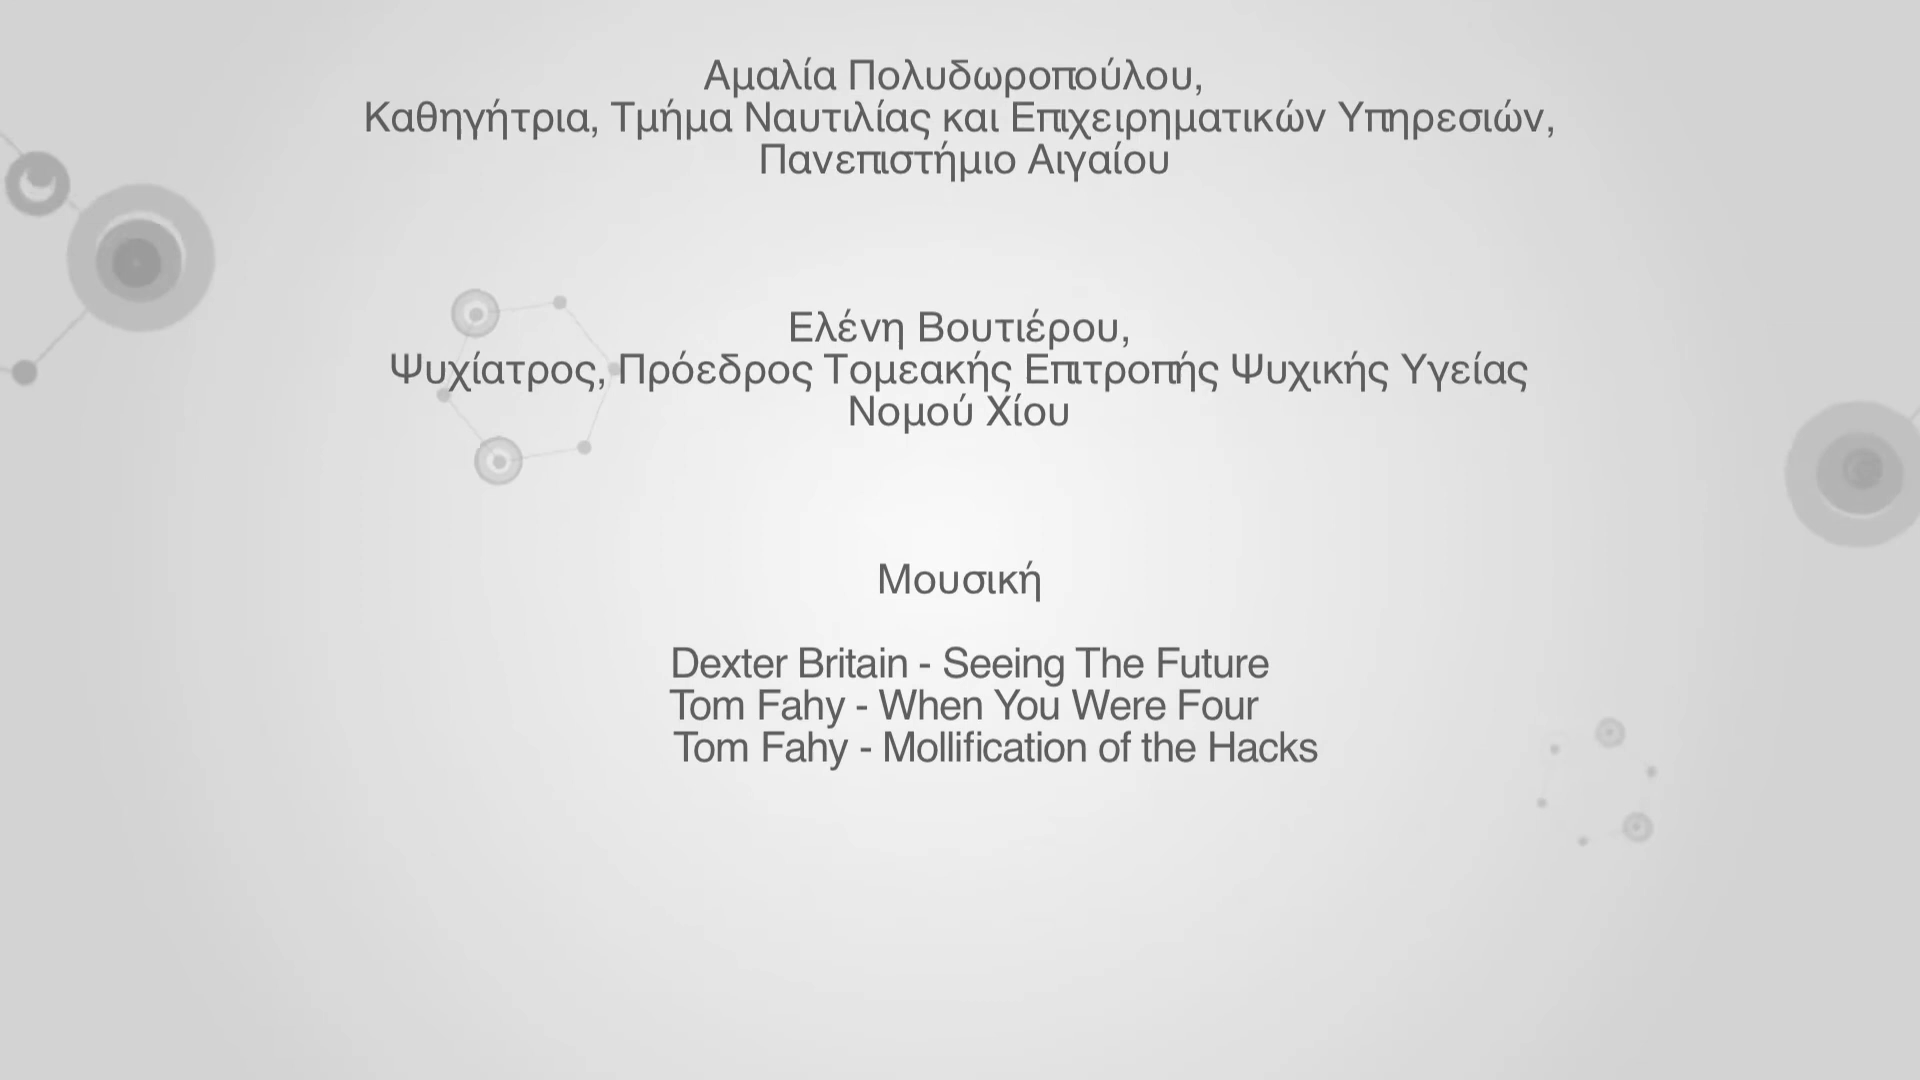 Αμαλία Πολυδωροπούλου,
Καθηγήτρια, Τμήμα Ναυτιλίας και Επιχειρηματικών Υπηρεσιών,
Πανεπιστήμιο Αιγαίου
Ελένη Βουτιέρου,
Ψυχίατρος, Πρόεδρος Τομεακής Επιτροπής Ψυχικής Υγείας
Νομού Χίου
Μουσική
Dexter Britain - Seeing The Future
Tom Fahy - When You Were Four
Tom Fahy - Mollification of the Hacks